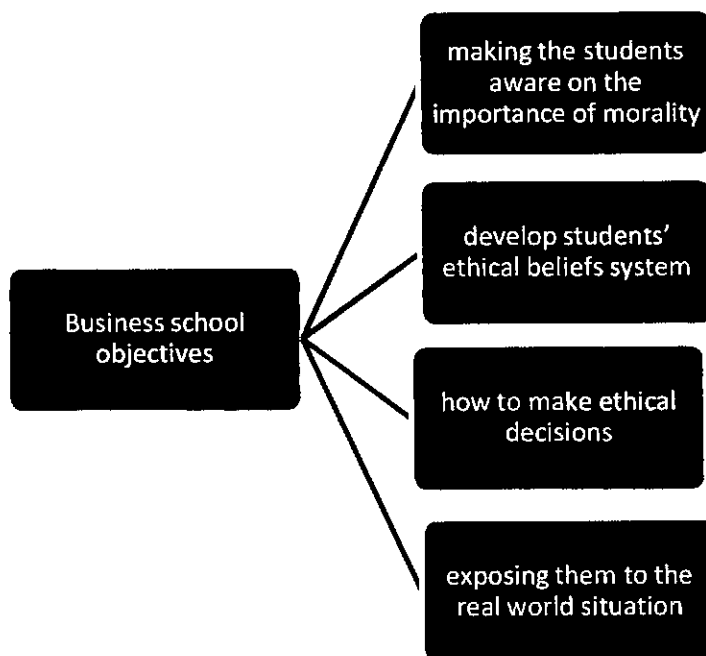 Business school
objectives
making the students
aware on the
importance of morality
develop students'
ethical beliefs system
how to make ethical
decisions
exposing them to the
real world situation